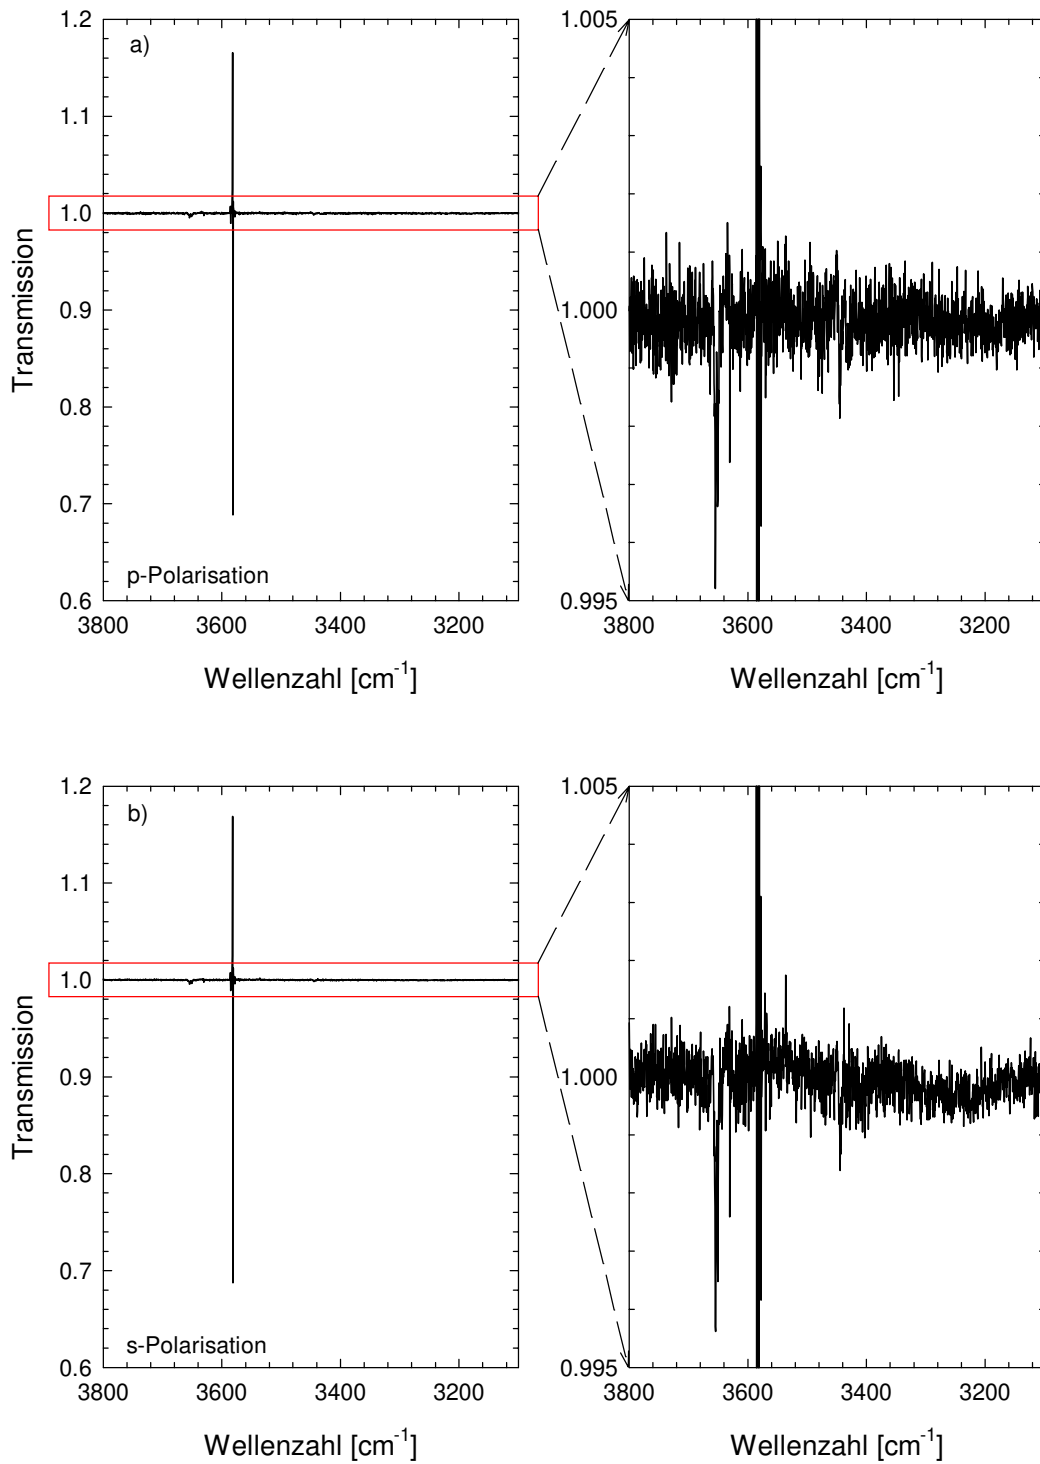 a)
1.2
1.1
1.0
0.9
0.8
0.7
0.6
Transmission
p-Polarisation
3800 3600 3400 3200
Wellenzahl [cm⁻¹]
1.005
1.000
0.995
3800 3600 3400 3200
Wellenzahl [cm⁻¹]
b)
1.2
1.1
1.0
0.9
0.8
0.7
0.6
Transmission
s-Polarisation
3800 3600 3400 3200
Wellenzahl [cm⁻¹]
1.005
1.000
0.995
3800 3600 3400 3200
Wellenzahl [cm⁻¹]